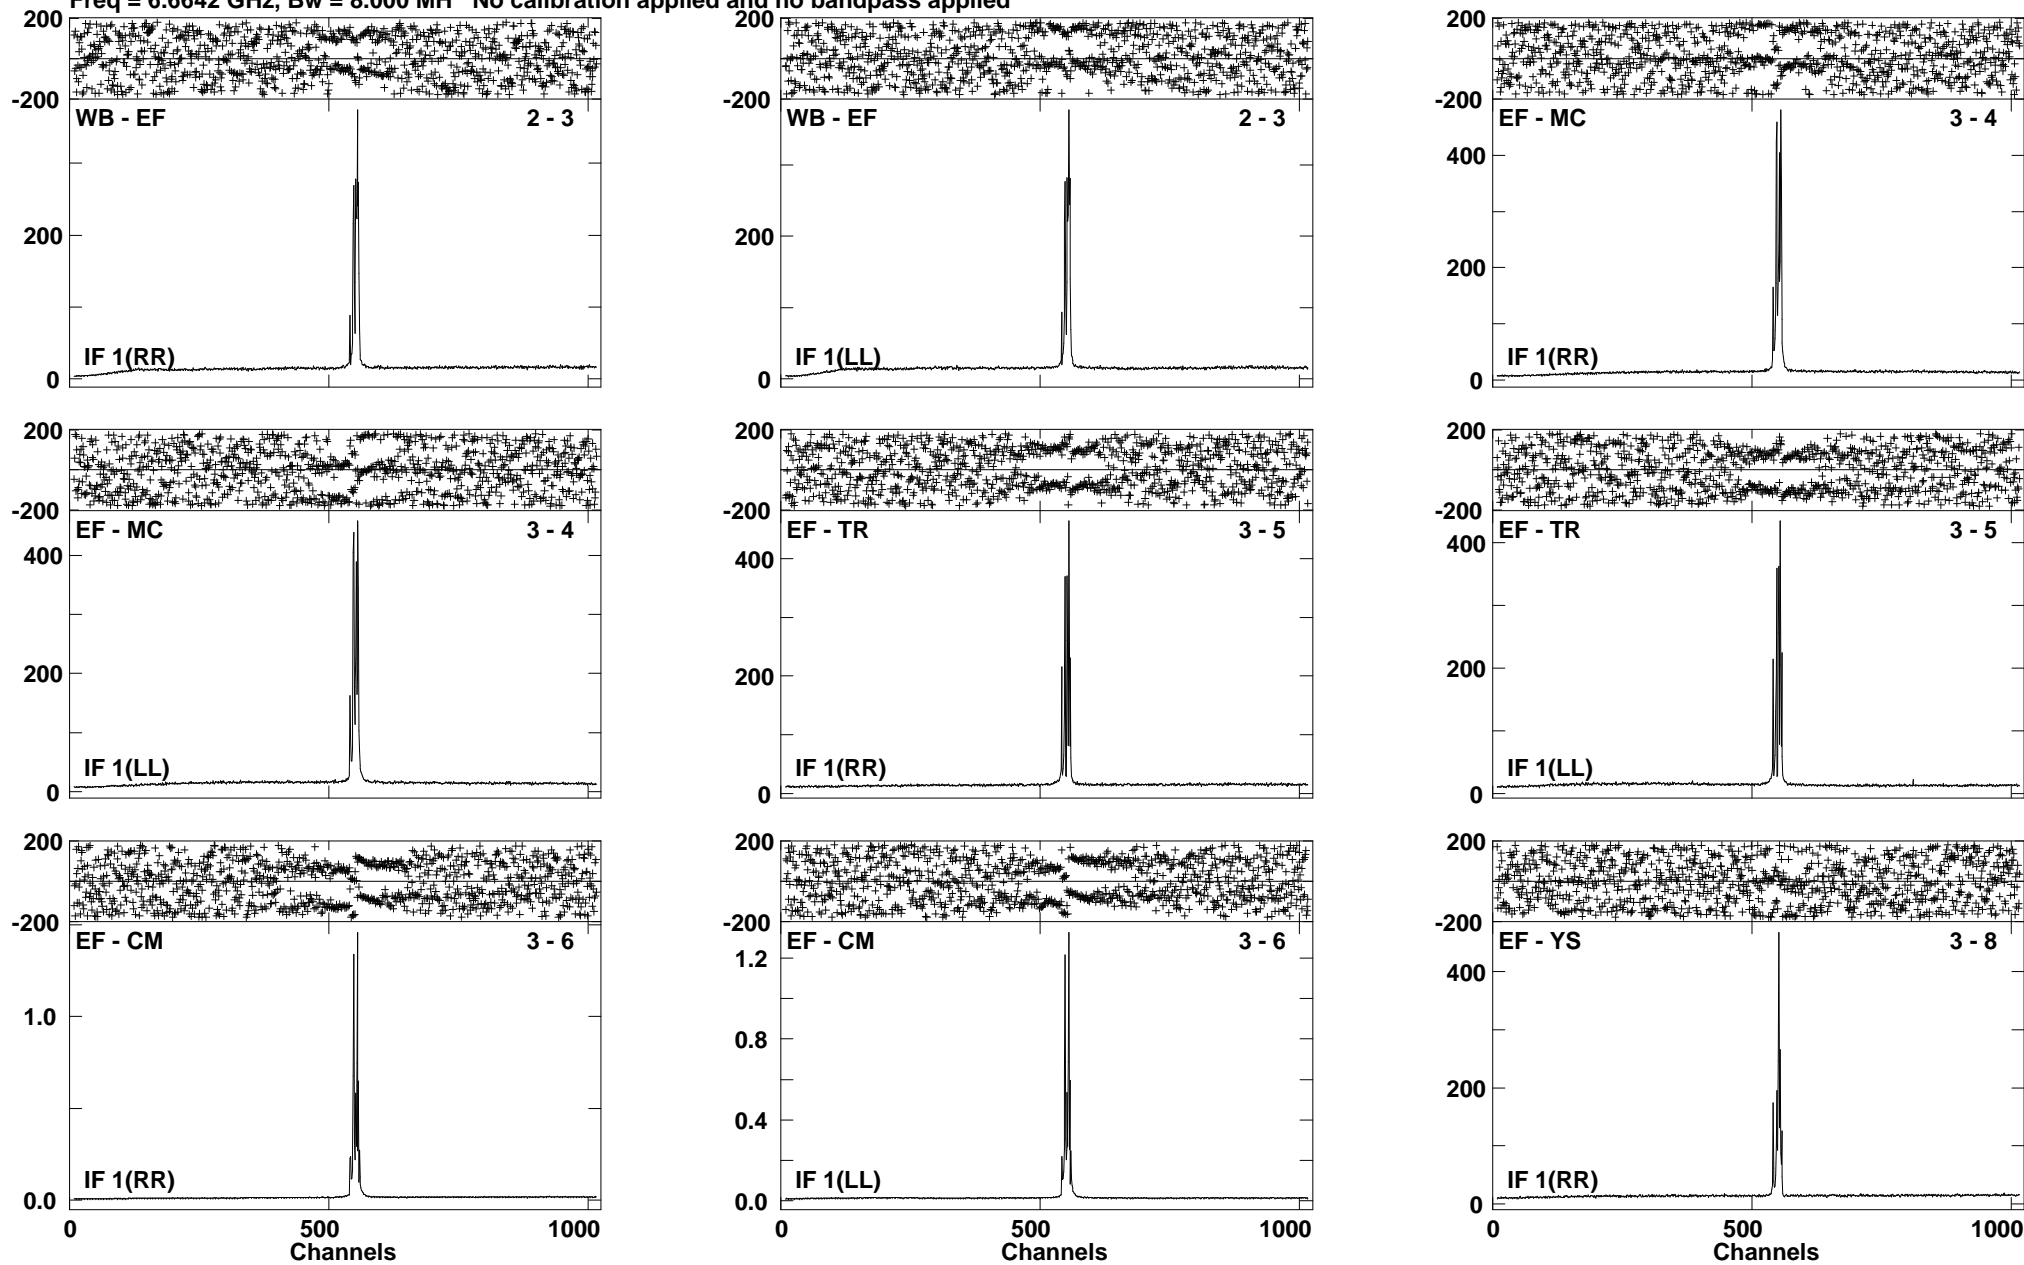 Freq = 6.6642 GHz, Bw = 8.000 MH No calibration applied and no bandpass applied
200 200 200
-200 -200 -200
WB - EF 2 - 3 WB - EF 2 - 3 EF - MC 3 - 4
400
200 200 200
IF 1(RR) IF 1(LL) IF 1(RR)
0 0 0
200 200 200
-200 -200 -200
EF - MC 3 - 4 EF - TR 3 - 5 EF - TR 3 - 5
400 400 400
200 200 200
IF 1(LL) IF 1(RR) IF 1(LL)
0 0 0
200 200 200
-200 -200 -200
EF - CM 3 - 6 EF - CM 3 - 6 EF - YS 3 - 8
1.2 400
1.0 0.8
200
0.4
IF 1(RR) IF 1(LL) IF 1(RR)
0.0 0.0 0
0 500 1000 0 500 1000 0 500 1000
Channels Channels Channels